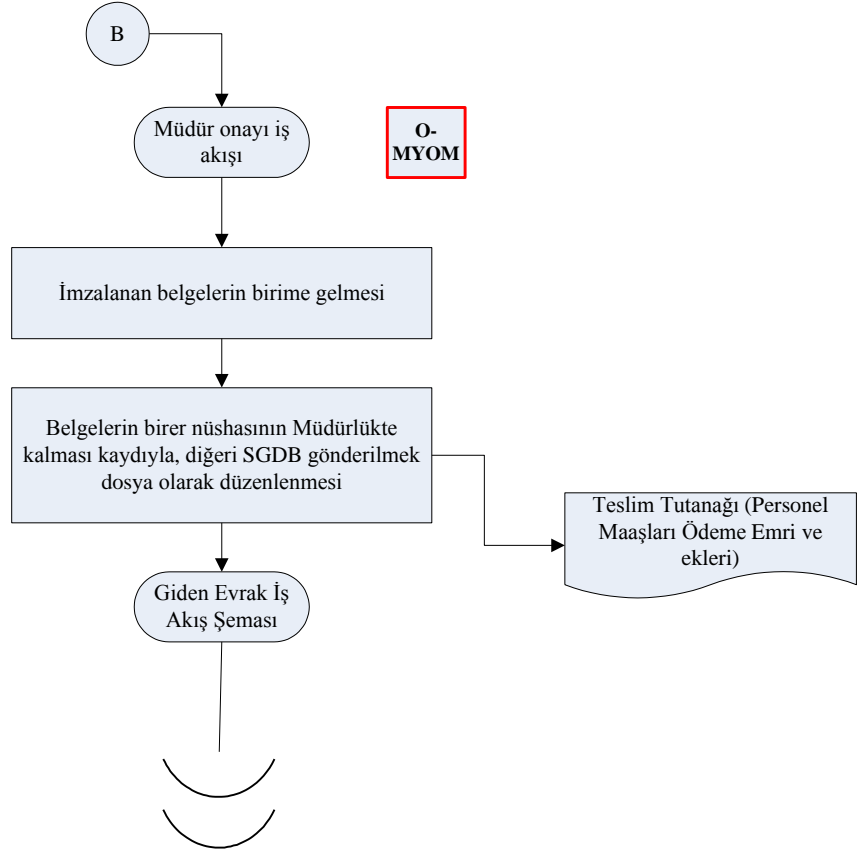 B
Müdür onayı iş
akışı
O-
MYOM
İmzalanan belgelerin birime gelmesi
Belgelerin birer nüshasının Müdürlükte
kalması kaydıyla, diğeri SGDB gönderilmek
dosya olarak düzenlenmesi
Teslim Tutanağı (Personel
Maaşları Ödeme Emri ve
ekleri)
Giden Evrak İş
Akış Şeması